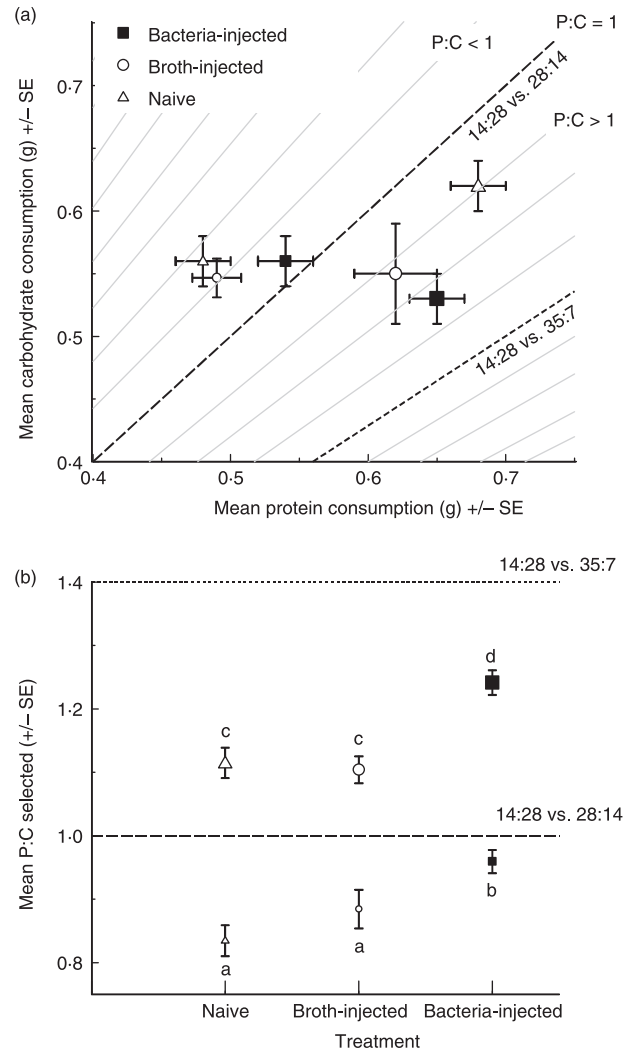 (a)
Bacteria-injected
Broth-injected
Naive
P:C < 1
P:C = 1
14:28 vs. 28:14
P:C > 1
14:28 vs. 35:7
Mean carbohydrate consumption (g) +/– SE
0·7
0·6
0·5
0·4
0·4
0·5
0·6
0·7
Mean protein consumption (g) +/– SE
(b)
14:28 vs. 35:7
14:28 vs. 28:14
Mean P:C selected (+/– SE)
1·4
1·2
1·0
0·8
c
c
d
a
a
b
Naive
Broth-injected
Bacteria-injected
Treatment